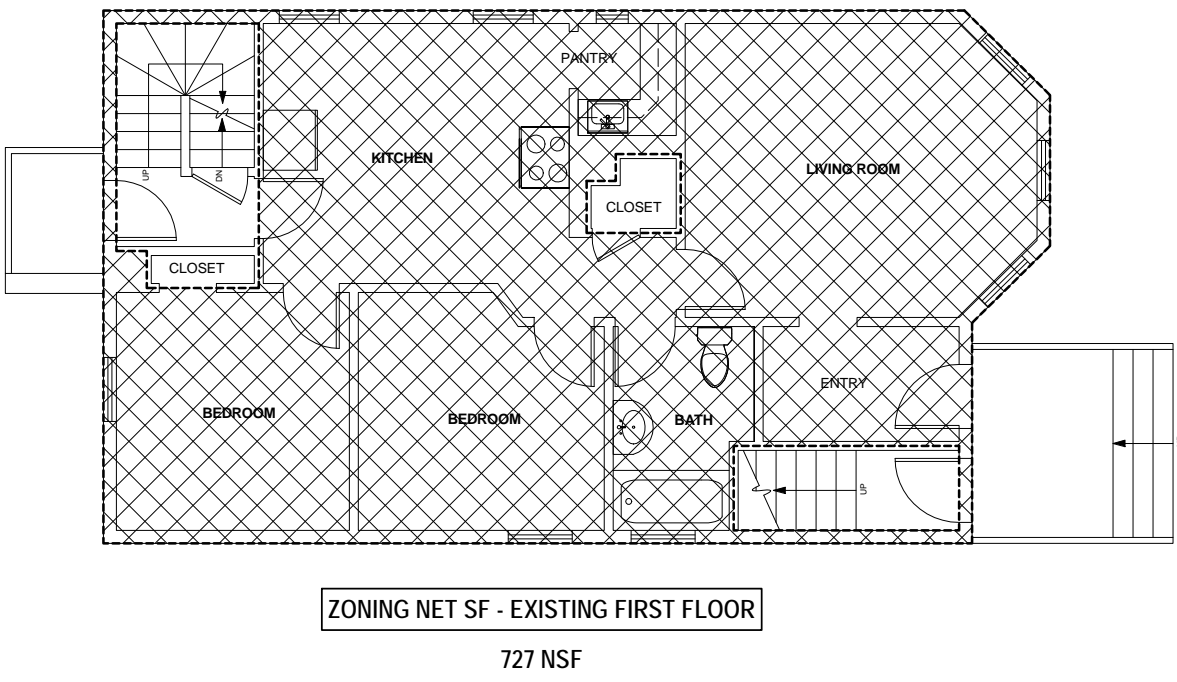 PANTRY
KITCHEN
LIVING ROOM
UP
DN
CLOSET
CLOSET
BEDROOM
BEDROOM
BATH
ENTRY
UP
ZONING NET SF - EXISTING FIRST FLOOR
727 NSF